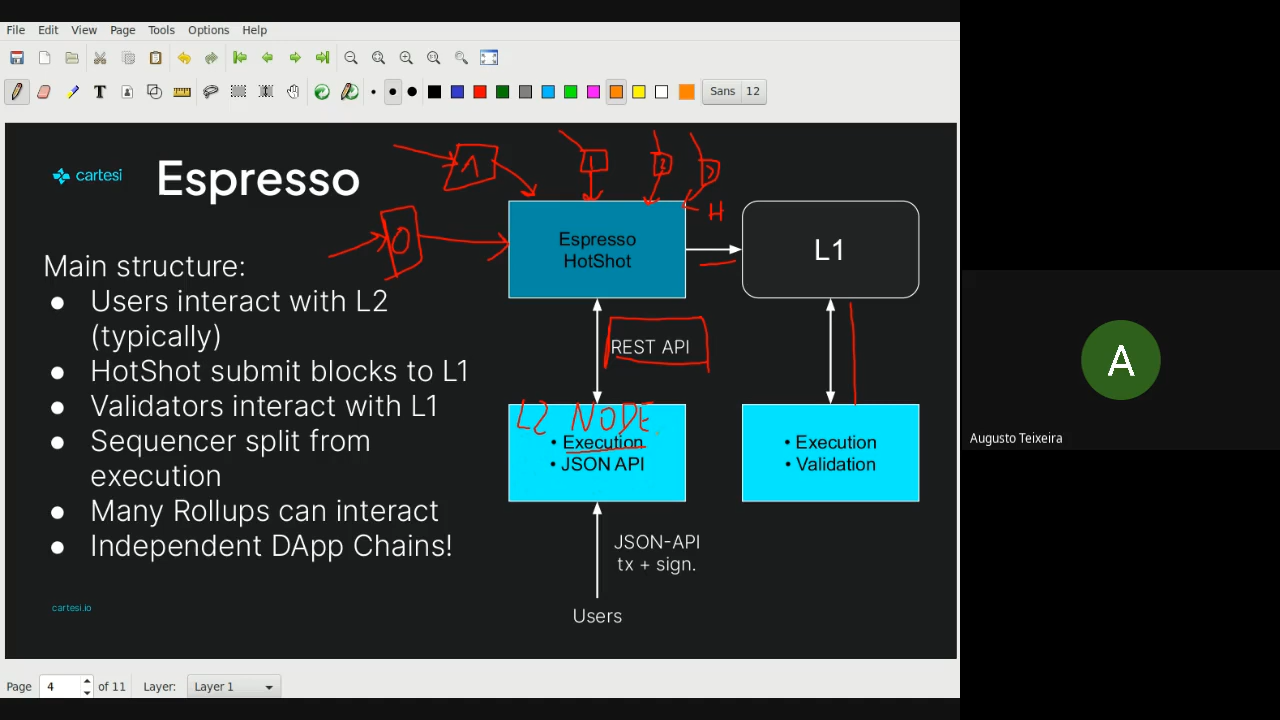 File Edit View Page Tools Options Help
Sans 12
cartesi
Espresso
Main structure:
● Users interact with L2
(typically)
● HotShot submit blocks to L1
● Validators interact with L1
● Sequencer split from
execution
● Many Rollups can interact
● Independent DApp Chains!
cartesi.io
1
2
H
O
Espresso
HotShot
L1
REST API
L2 NODE
• Execution
• JSON API
• Execution
• Validation
JSON-API
tx + sign.
Users
A
Augusto Teixeira
Page 4 of 11 Layer: Layer 1